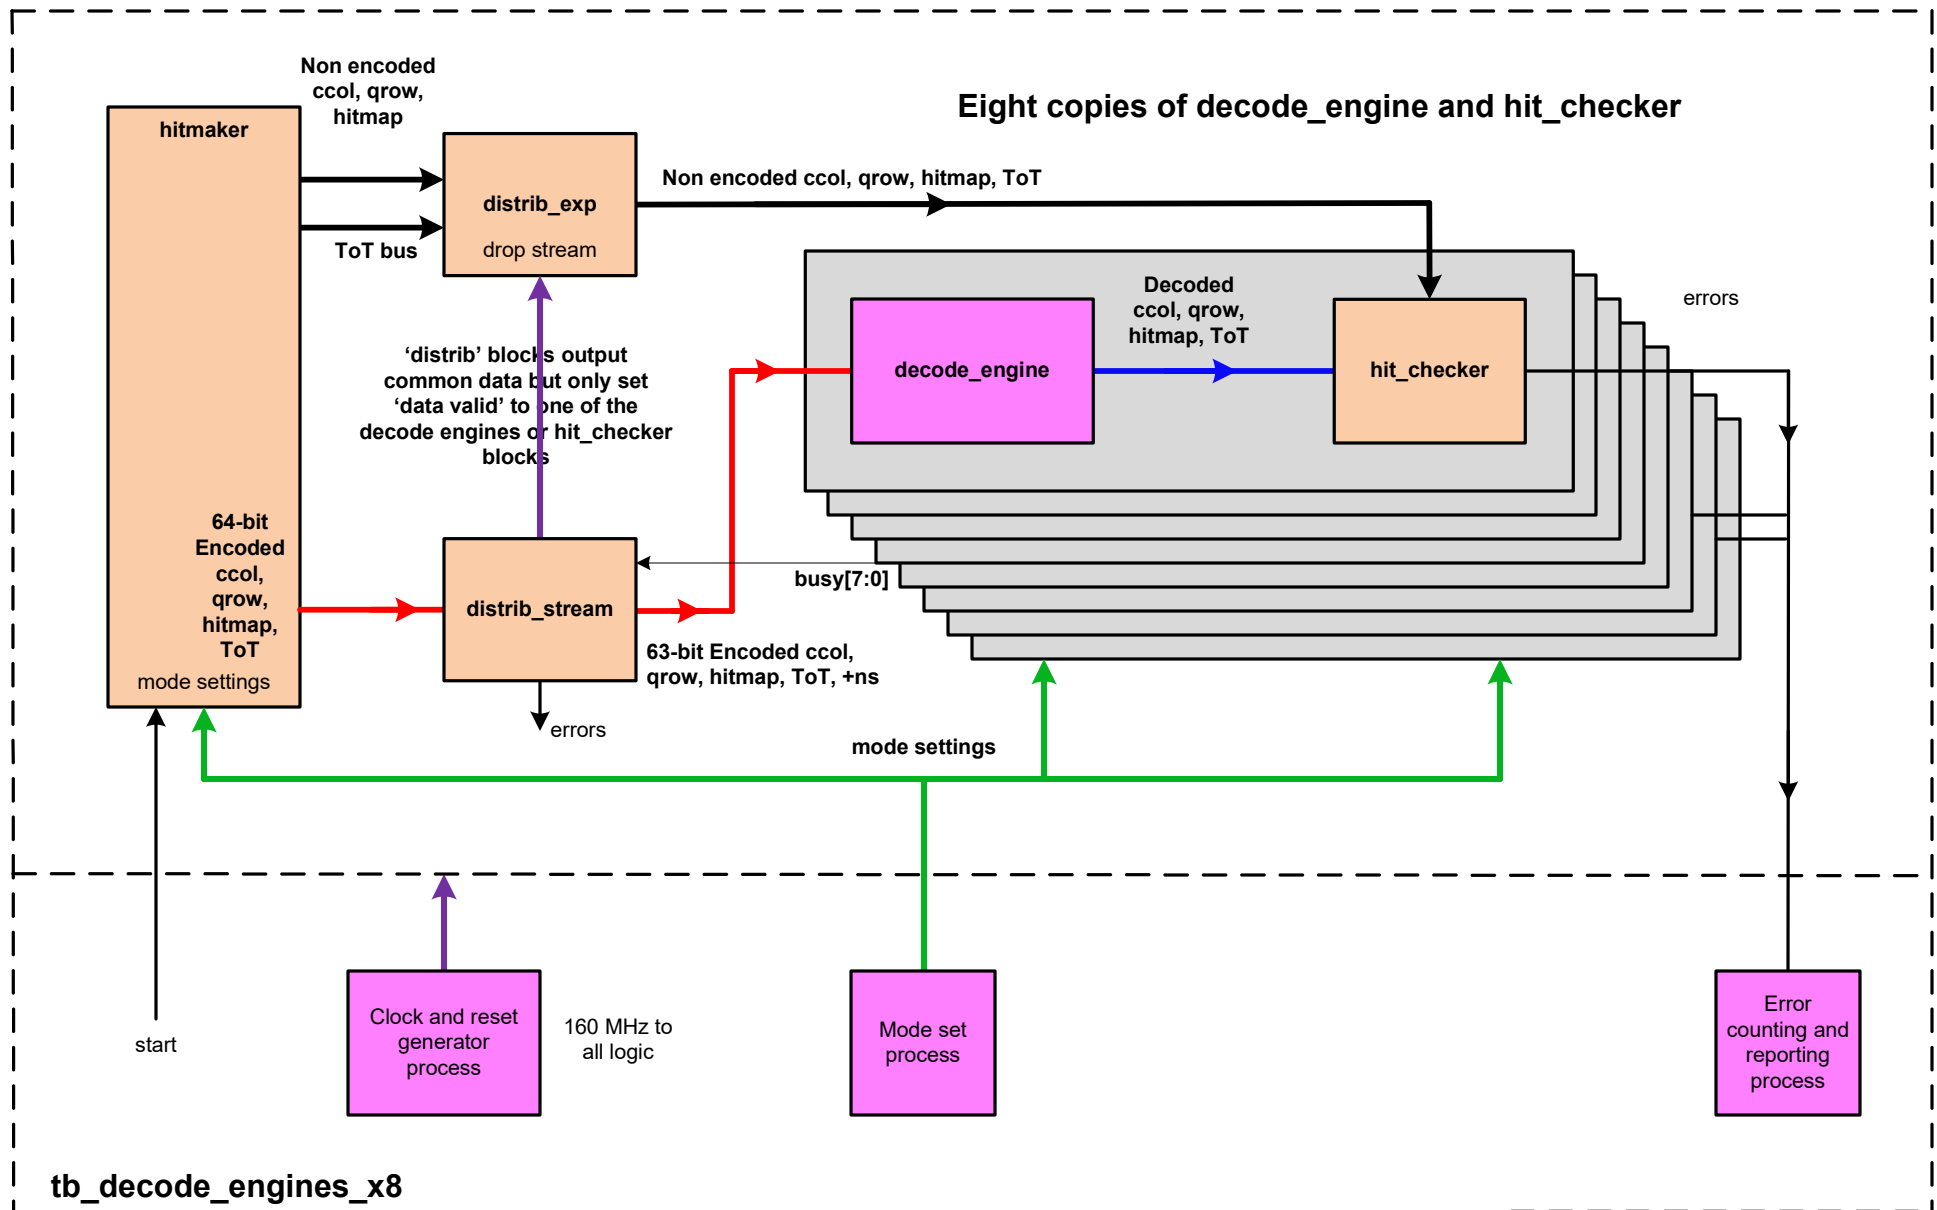 Non encoded
ccol, qrow,
hitmap
Eight copies of decode_engine and hit_checker
hitmaker
Non encoded ccol, qrow, hitmap, ToT
distrib_exp
drop stream
ToT bus
Decoded
ccol, qrow,
hitmap, ToT
errors
‘distrib’ blocks output
common data but only set
‘data valid’ to one of the
decode engines or hit_checker
blocks
decode_engine
hit_checker
64-bit
Encoded
ccol,
qrow,
hitmap,
ToT
mode settings
busy[7:0]
distrib_stream
63-bit Encoded ccol,
qrow, hitmap, ToT, +ns
errors
mode settings
start
Clock and reset
generator
process
160 MHz to
all logic
Mode set
process
Error
counting and
reporting
process
tb_decode_engines_x8